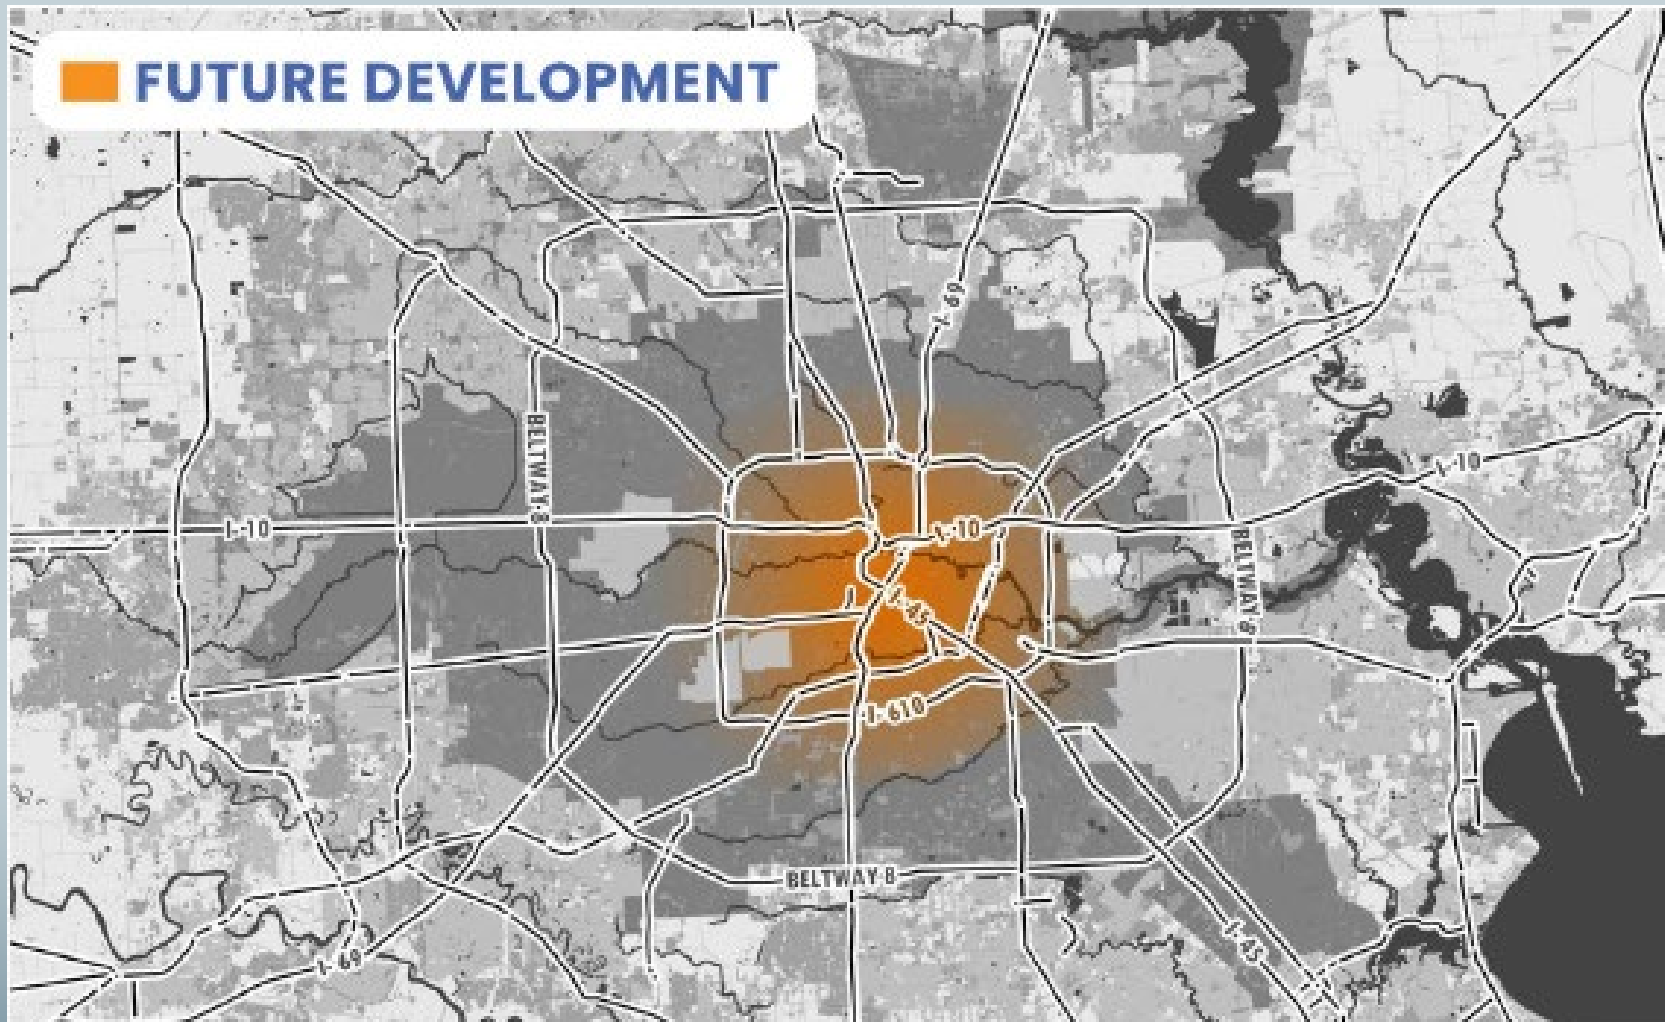 FUTURE DEVELOPMENT
I-69
BELTWAY-8
I-10
I-10
I-10
BELTWAY 8
I-45
I-610
BELTWAY 8
I-45
I-69